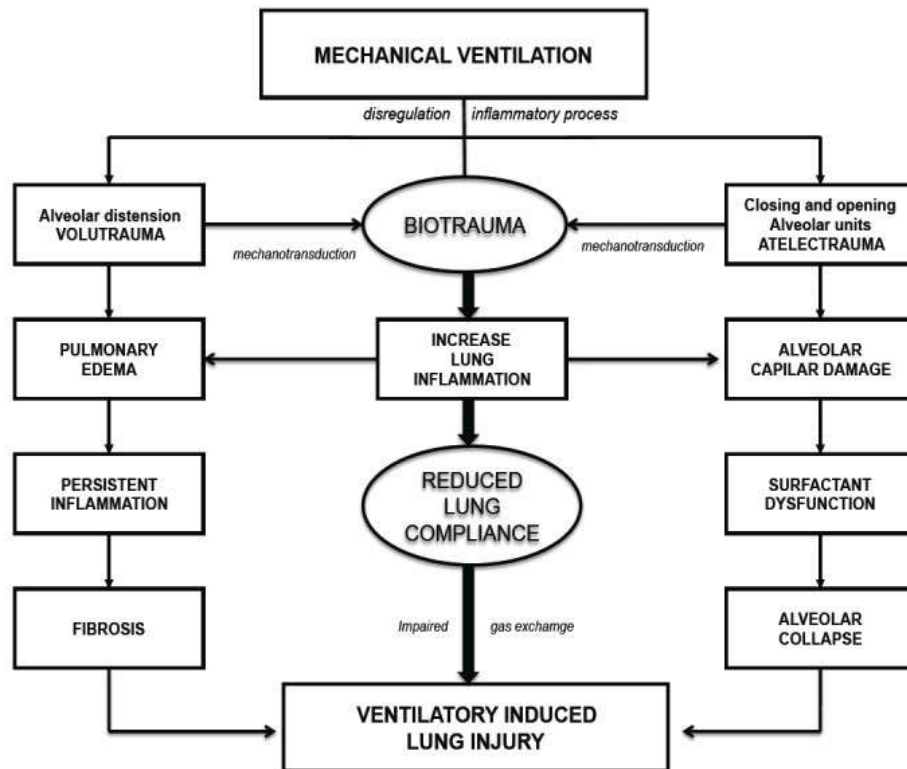 MECHANICAL VENTILATION
disregulation inflammatory process
Alveolar distension
VOLUTRAUMA
BIOTRAUMA
Closing and opening
Alveolar units
ATELECTRAUMA
mechanotransduction
mechanotransduction
PULMONARY
EDEMA
INCREASE
LUNG
INFLAMMATION
ALVEOLAR
CAPILAR DAMAGE
PERSISTENT
INFLAMMATION
REDUCED
LUNG
COMPLIANCE
SURFACTANT
DYSFUNCTION
FIBROSIS
Impaired gas exchamge
ALVEOLAR
COLLAPSE
VENTILATORY INDUCED
LUNG INJURY